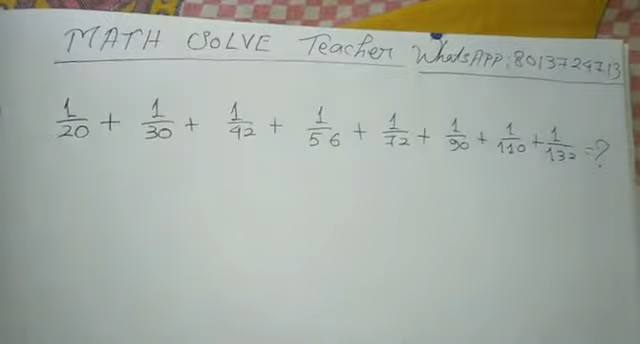 MATH SOLVE Teacher WhatsAPP: 8013729713
1/20 + 1/30 + 1/42 + 1/56 + 1/72 + 1/90 + 1/110 + 1/132 = ?